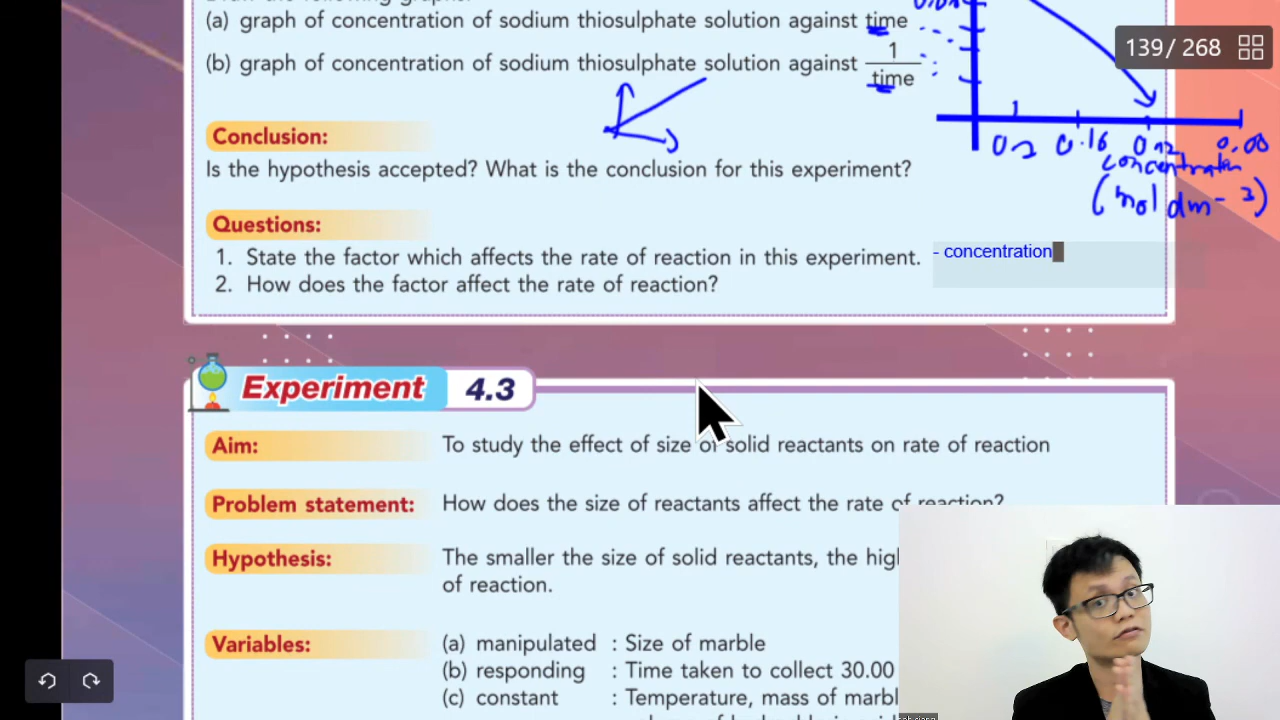 (a) graph of concentration of sodium thiosulphate solution against time
139/ 268
(b) graph of concentration of sodium thiosulphate solution against 1
time
Conclusion:
0.16
0.08
Is the hypothesis accepted? What is the conclusion for this experiment?
concentration
(mol dm-3)
Questions:
1. State the factor which affects the rate of reaction in this experiment.
- concentration
2. How does the factor affect the rate of reaction?
Experiment 4.3
Aim: To study the effect of size of solid reactants on rate of reaction
Problem statement: How does the size of reactants affect the rate of reaction?
Hypothesis: The smaller the size of solid reactants, the
of reaction.
Variables: (a) manipulated : Size of marble
(b) responding : Time taken to collect 30.00
(c) constant : Temperature, mass of